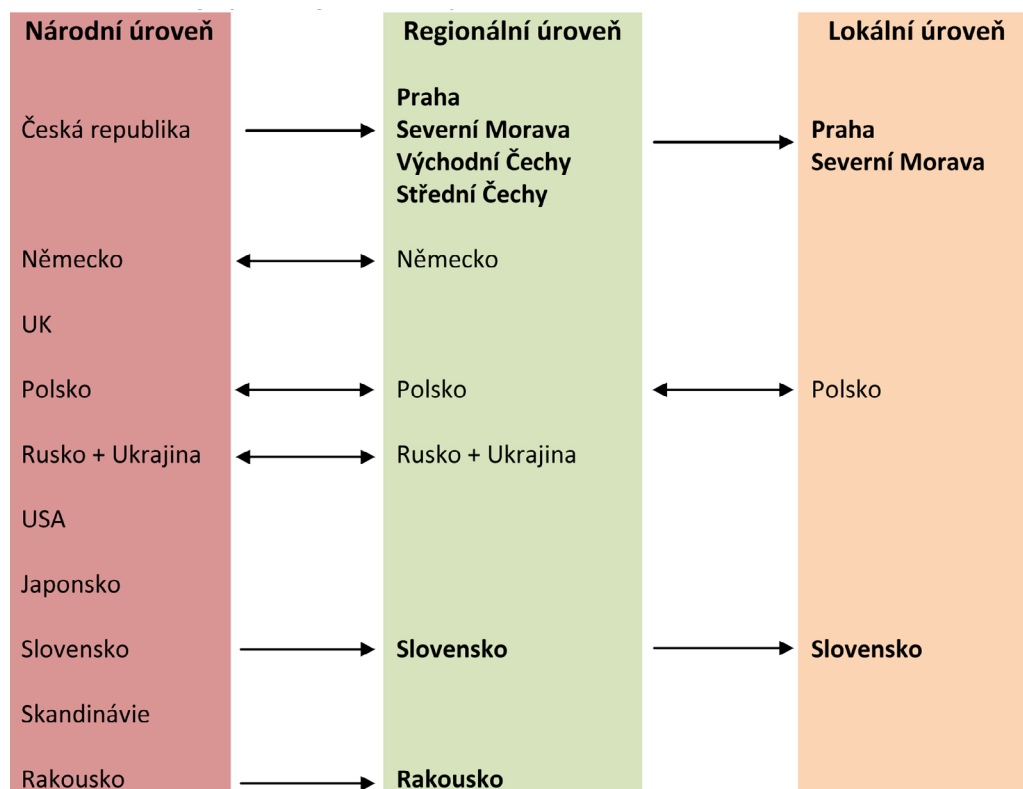 Národní úroveň
Regionální úroveň
Lokální úroveň
Česká republika
Praha
Severní Morava
Východní Čechy
Střední Čechy
Praha
Severní Morava
Německo
Německo
UK
Polsko
Polsko
Polsko
Rusko + Ukrajina
Rusko + Ukrajina
USA
Japonsko
Slovensko
Slovensko
Slovensko
Skandinávie
Rakousko
Rakousko